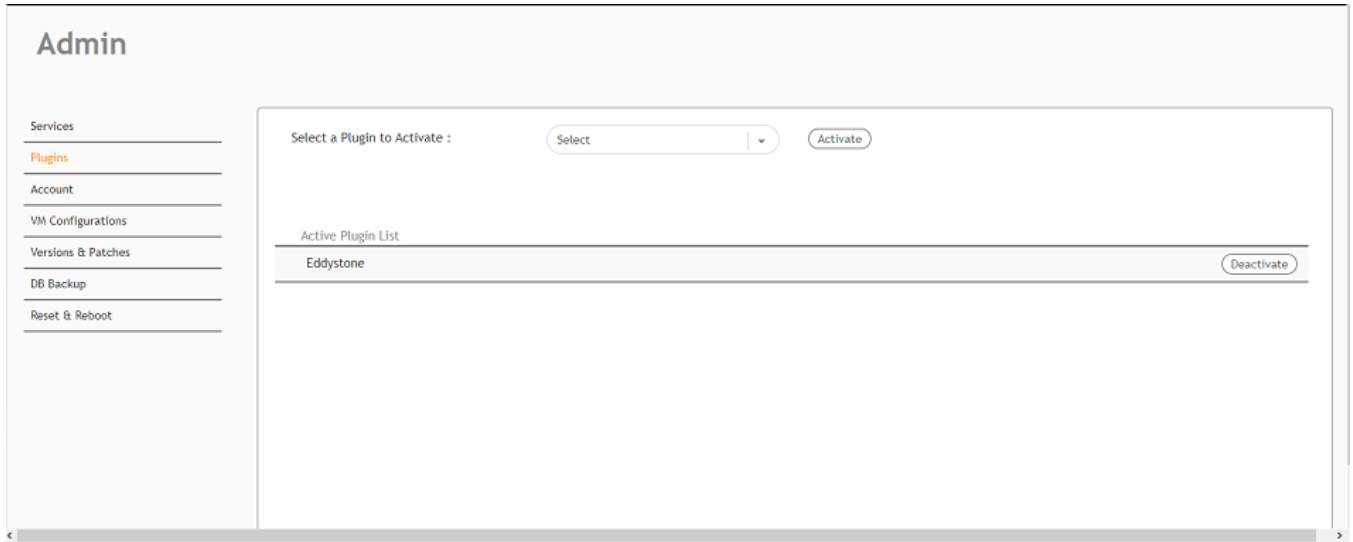 Admin
Services
Plugins
Account
VM Configurations
Versions & Patches
DB Backup
Reset & Reboot
Select a Plugin to Activate : Select Activate
Active Plugin List
Eddystone Deactivate